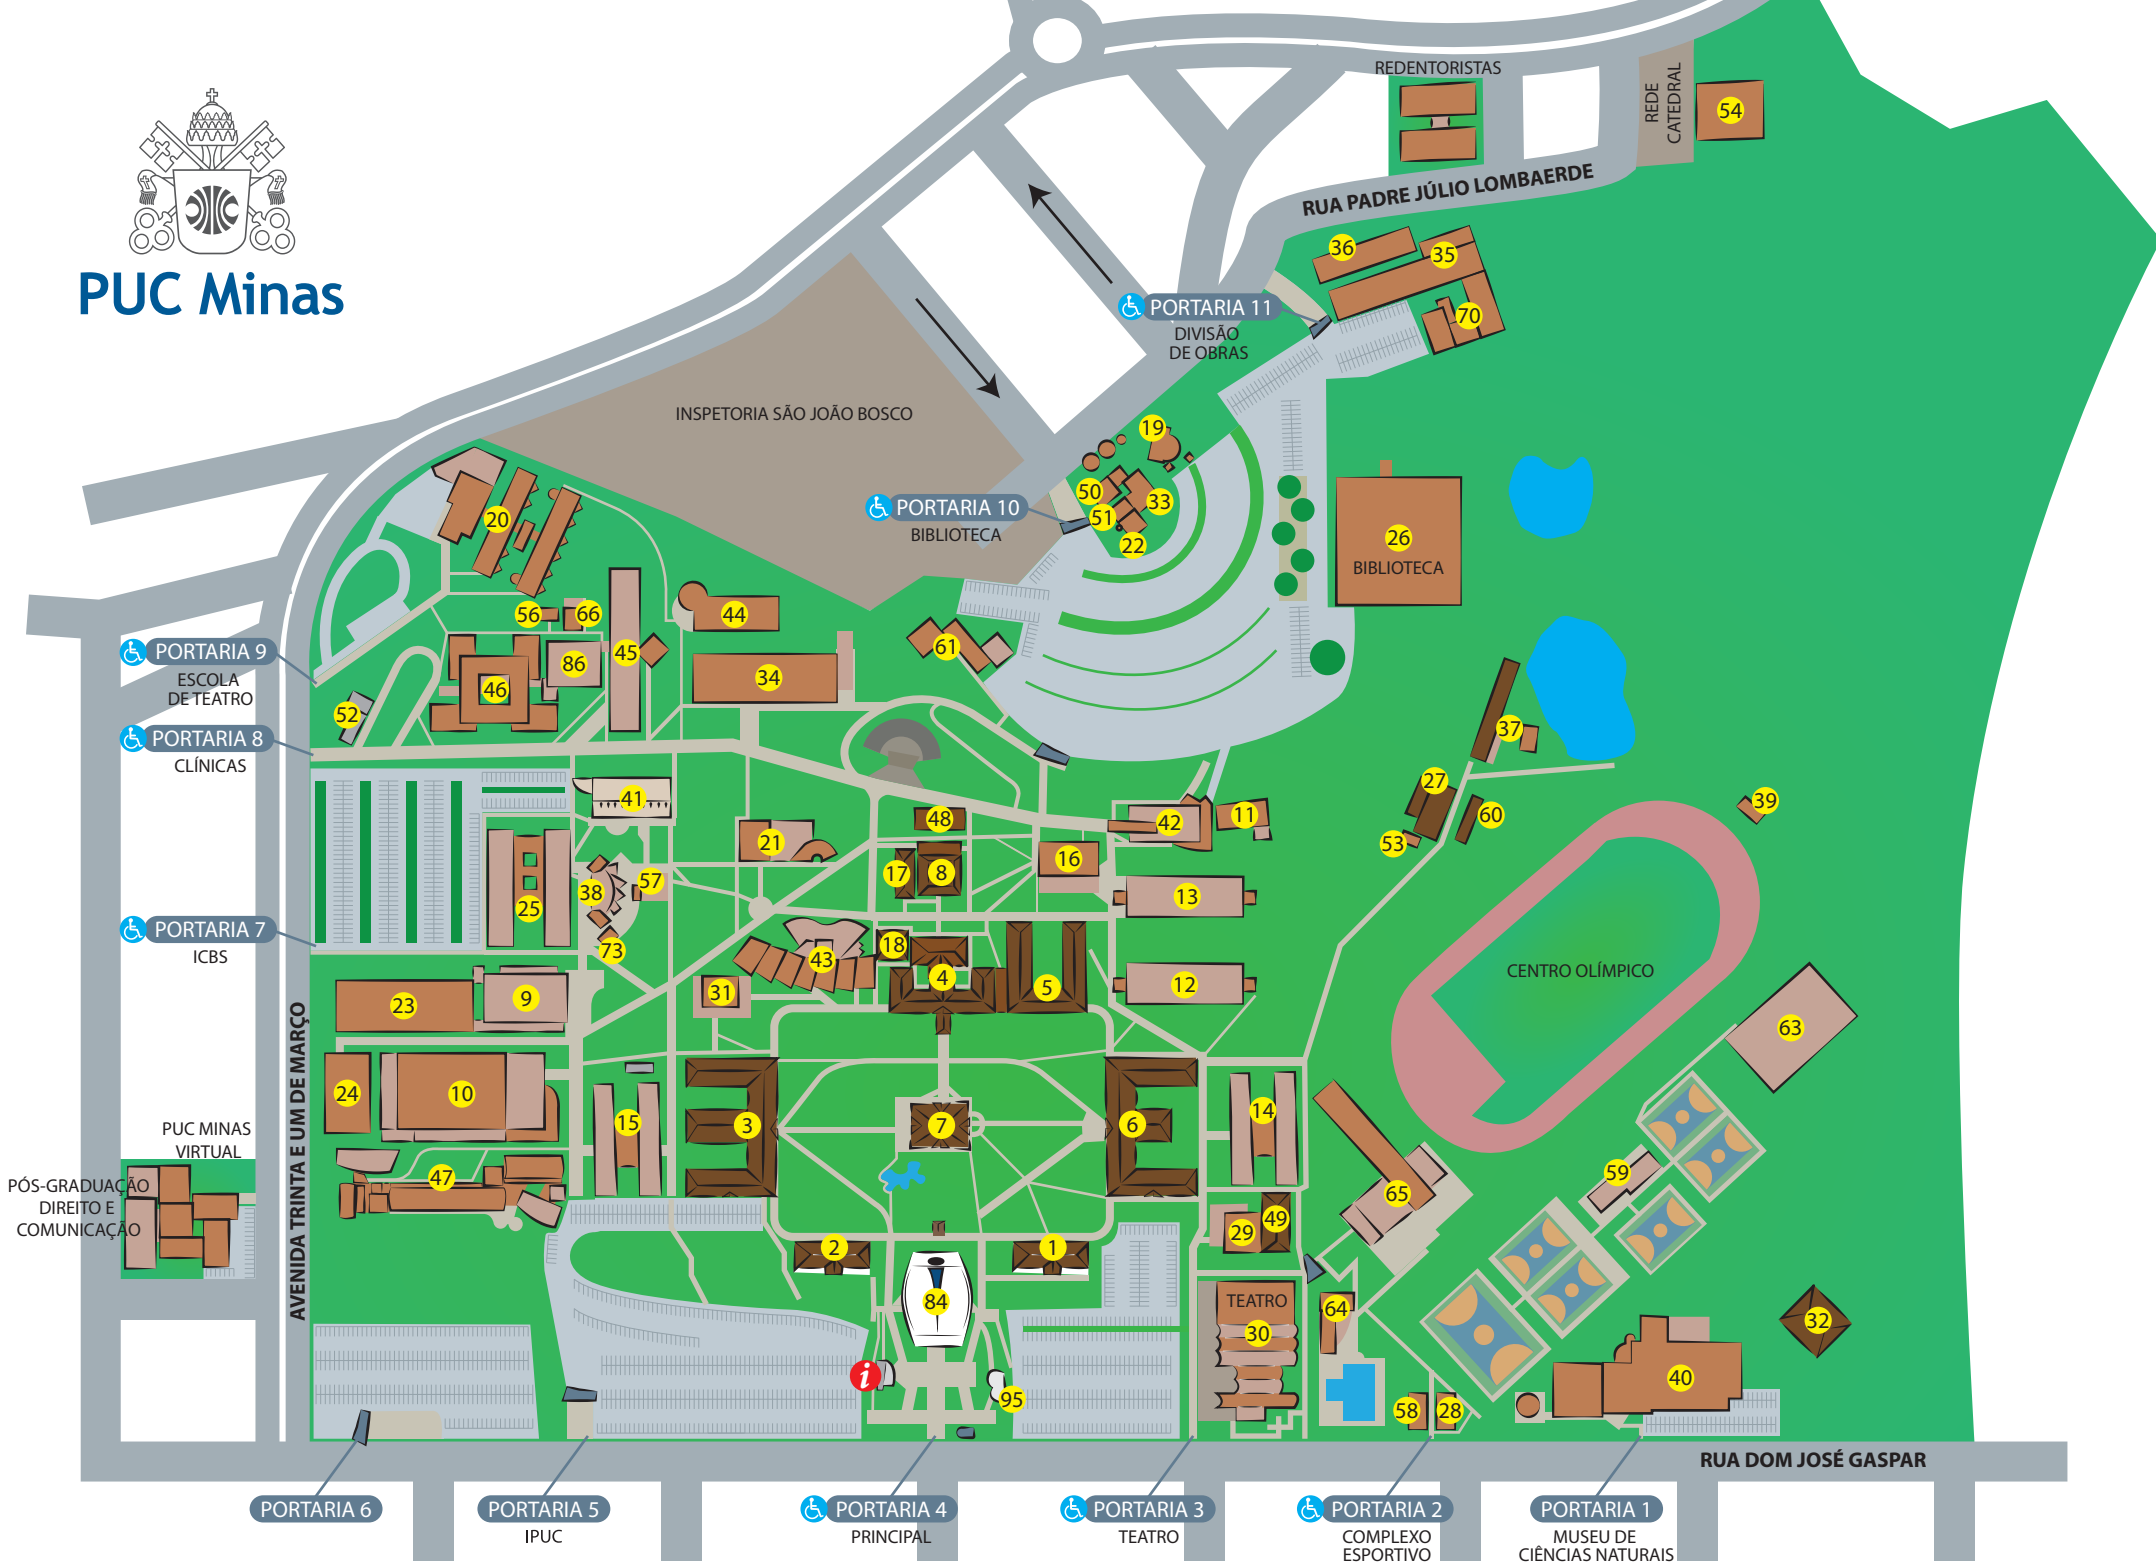 REDENTORISTAS
REDE
CATEDRAL
54
PUC Minas
RUA PADRE JÚLIO LOMBAERDE
36
35
70
PORTARIA 11
DIVISÃO
DE OBRAS
INSPETORIA SÃO JOÃO BOSCO
19
50
33
51
22
PORTARIA 10
BIBLIOTECA
26
BIBLIOTECA
20
56
66
44
45
61
86
34
46
52
37
PORTARIA 9
ESCOLA
DE TEATRO
PORTARIA 8
CLÍNICAS
41
48
42
11
27
60
39
53
21
16
17
8
57
38
13
25
73
PORTARIA 7
ICBS
18
43
4
5
12
31
CENTRO OLÍMPICO
9
23
63
AVENIDA TRINTA E UM DE MARÇO
24
10
15
3
7
6
14
PUC MINAS
VIRTUAL
PÓS-GRADUAÇÃO
DIREITO E
COMUNICAÇÃO
47
59
65
49
29
2
1
84
TEATRO
30
64
32
i
95
40
58
28
RUA DOM JOSÉ GASPAR
PORTARIA 6
PORTARIA 5
IPUC
PORTARIA 4
PRINCIPAL
PORTARIA 3
TEATRO
PORTARIA 2
COMPLEXO
ESPORTIVO
PORTARIA 1
MUSEU DE
CIÊNCIAS NATURAIS